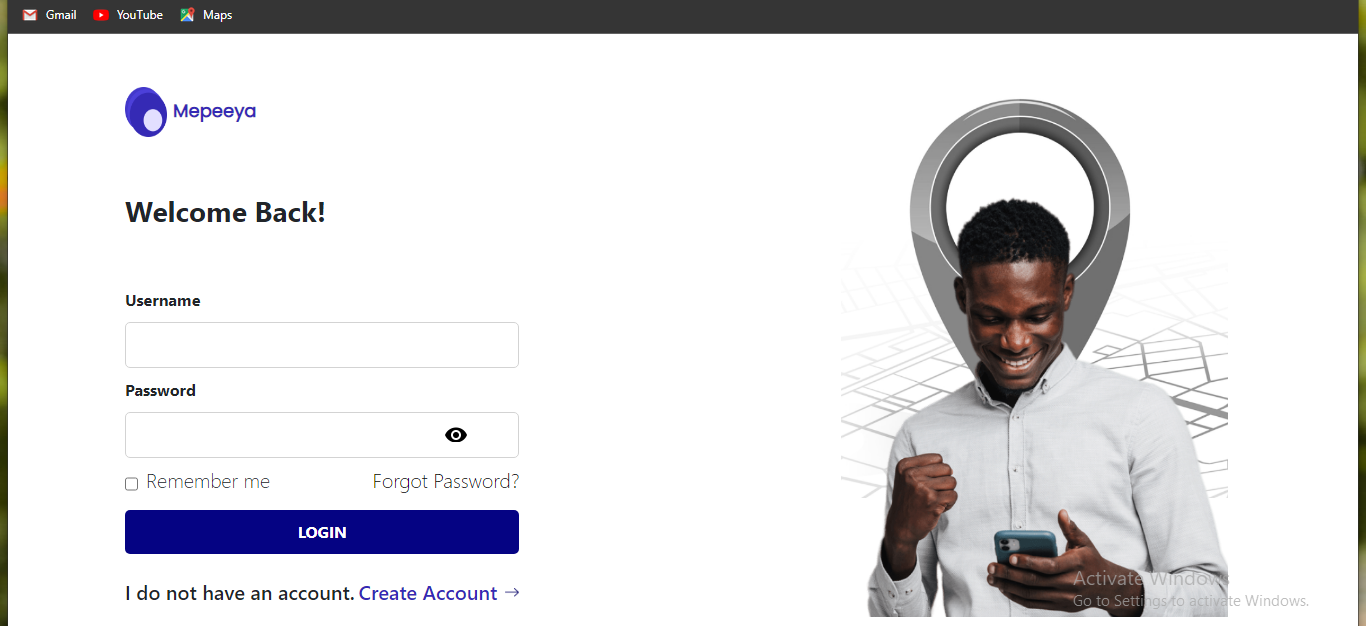 Gmail YouTube Maps
Mepeeya
Welcome Back!
Username
Password
Remember me Forgot Password?
LOGIN
I do not have an account. Create Account →
Activate Windows
Go to Settings to activate Windows.